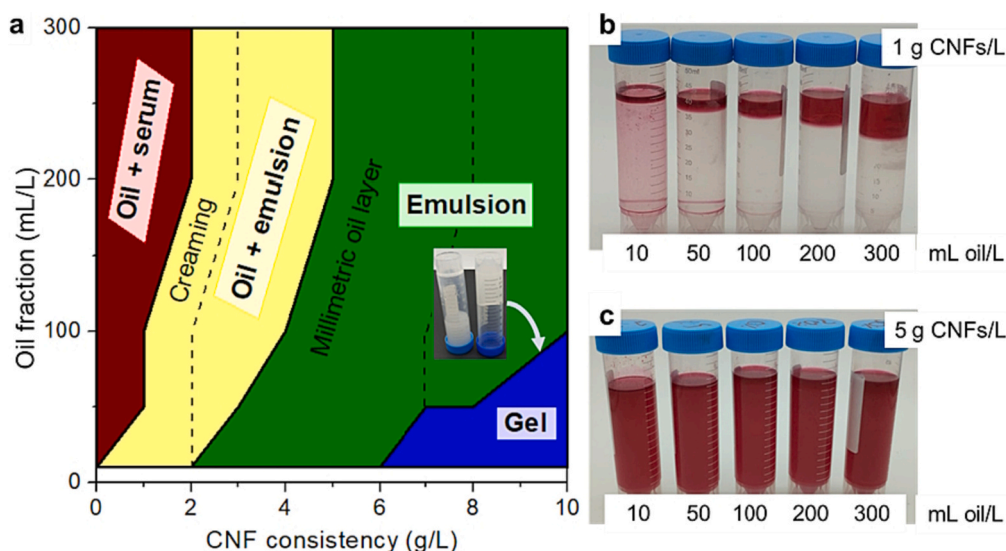 a
300
200
100
0
Oil fraction (mL/L)
Oil + serum
Creaming
Oil + emulsion
Millimetric oil layer
Emulsion
Gel
0 2 4 6 8 10
CNF consistency (g/L)
b
1 g CNFs/L
10 50 100 200 300 mL oil/L
c
5 g CNFs/L
10 50 100 200 300 mL oil/L